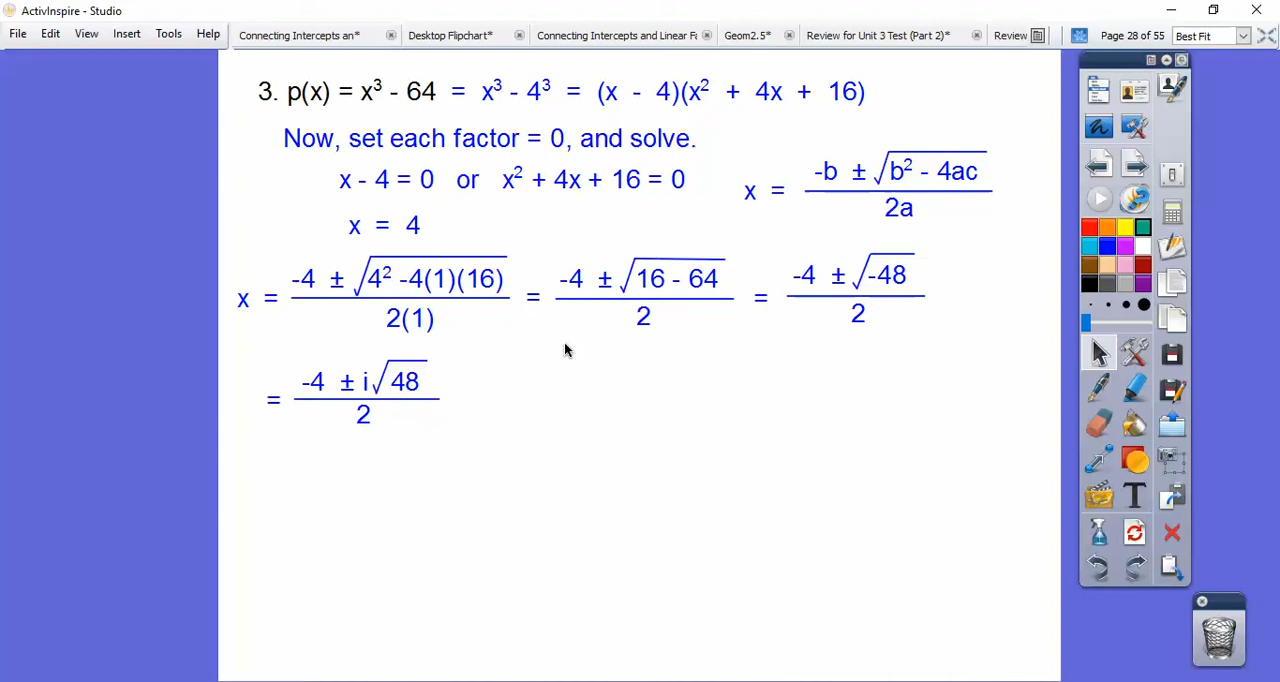 ActivInspire - Studio
File Edit View Insert Tools Help Connecting Intercepts an* Desktop Flipchart* Connecting Intercepts and Linear Fa Geom2.5* Review for Unit 3 Test (Part 2)* Review Page 28 of 55 Best Fit
3. p(x) = x³ - 64 = x³ - 4³ = (x - 4)(x² + 4x + 16)
Now, set each factor = 0, and solve.
x - 4 = 0 or x² + 4x + 16 = 0
x = (-b ± √(b² - 4ac)) / 2a
x = 4
x = (-4 ± √(4² -4(1)(16))) / 2(1) = (-4 ± √(16 - 64)) / 2 = (-4 ± √(-48)) / 2
= (-4 ± i√48) / 2